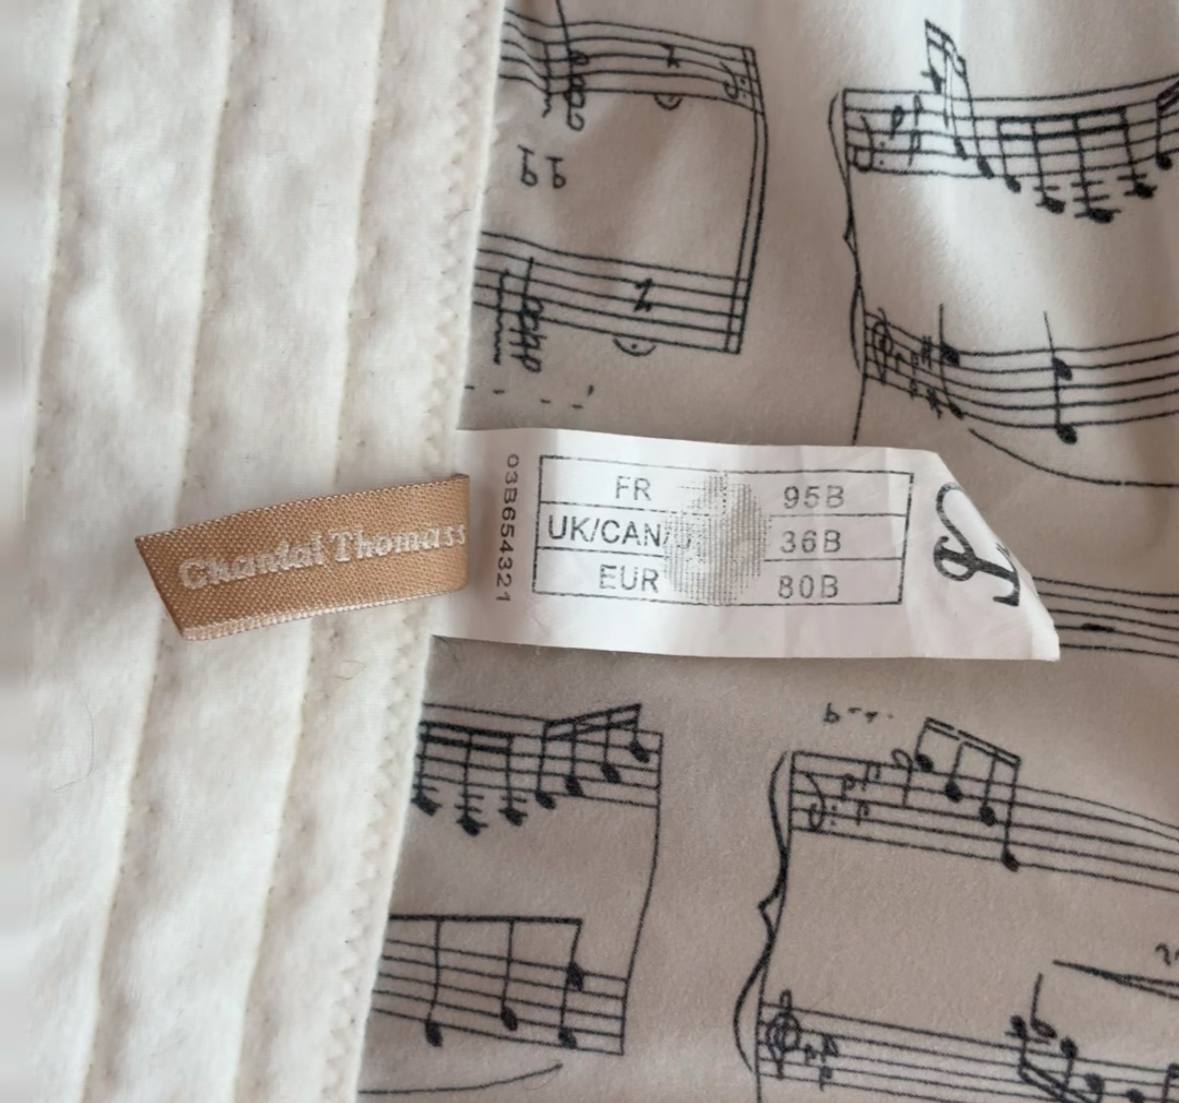 Chantal Thomass
03B654321
FR 95B
UK/CAN/ 36B
EUR 80B